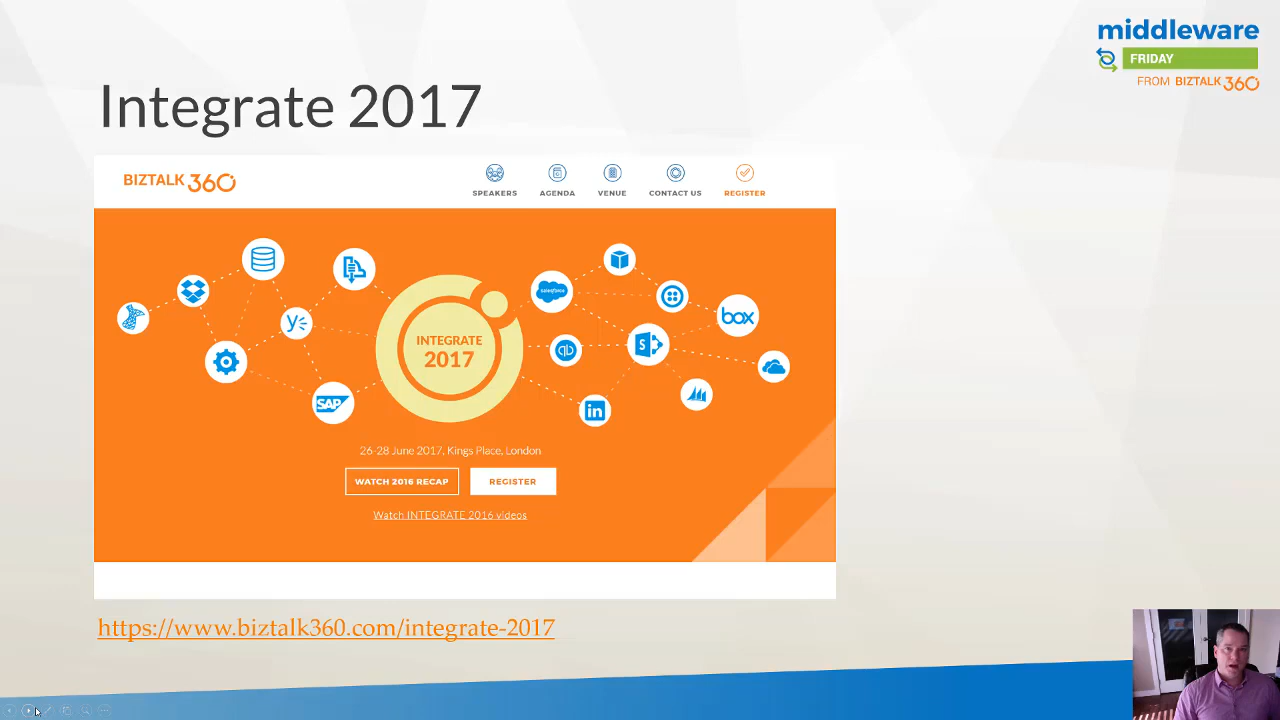 middleware
FRIDAY
FROM BIZTALK360
Integrate 2017
BIZTALK 360
SPEAKERS
AGENDA
VENUE
CONTACT US
REGISTER
salesforce
box
S
y
qb
SAP
in
INTEGRATE
2017
26-28 June 2017, Kings Place, London
WATCH 2016 RECAP
REGISTER
Watch INTEGRATE 2016 videos
https://www.biztalk360.com/integrate-2017